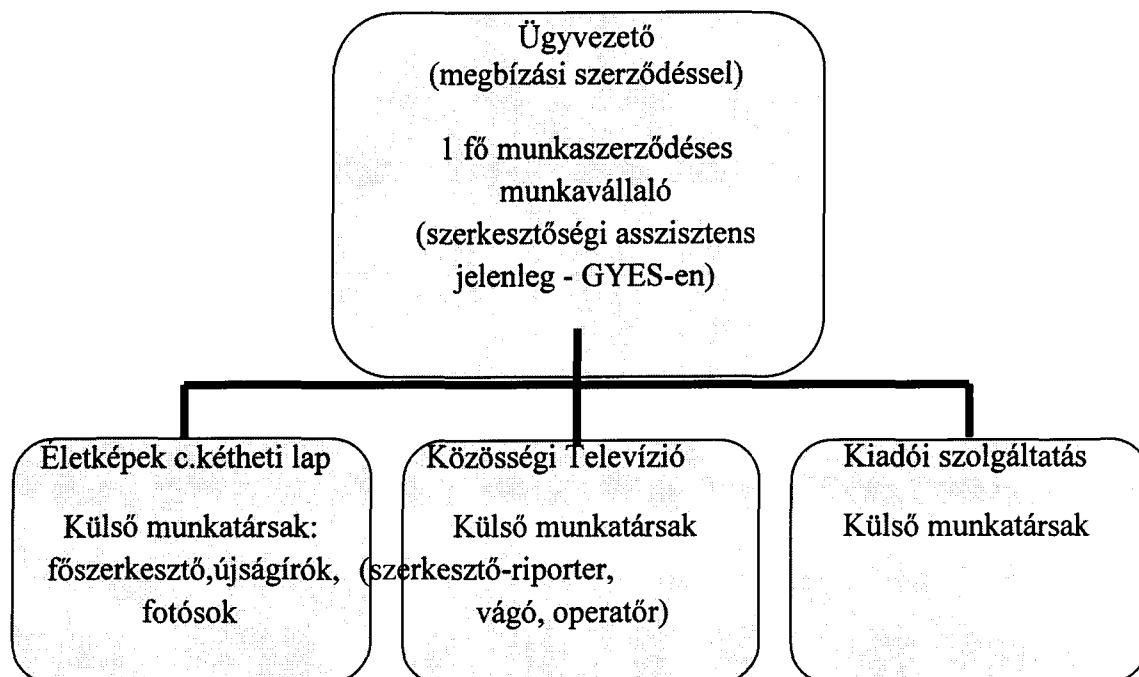 Ügyvezető
(megbízási szerződéssel)
1 fő munkaszerződéses
munkavállaló
(szerkesztőségi asszisztens
jelenleg - GYES-en)
Életképek c.kétheti lap
Külső munkatársak:
főszerkesztő,újságírók,
fotósok
Közösségi Televízió
Külső munkatársak
(szerkesztő-riporter,
vágó, operatőr)
Kiadói szolgáltatás
Külső munkatársak